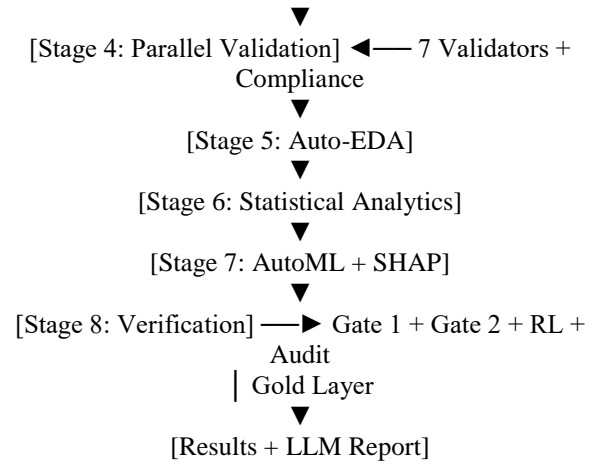 ▼
[Stage 4: Parallel Validation] ◄── 7 Validators +
Compliance
▼
[Stage 5: Auto-EDA]
▼
[Stage 6: Statistical Analytics]
▼
[Stage 7: AutoML + SHAP]
▼
[Stage 8: Verification] ──► Gate 1 + Gate 2 + RL +
Audit
│ Gold Layer
▼
[Results + LLM Report]